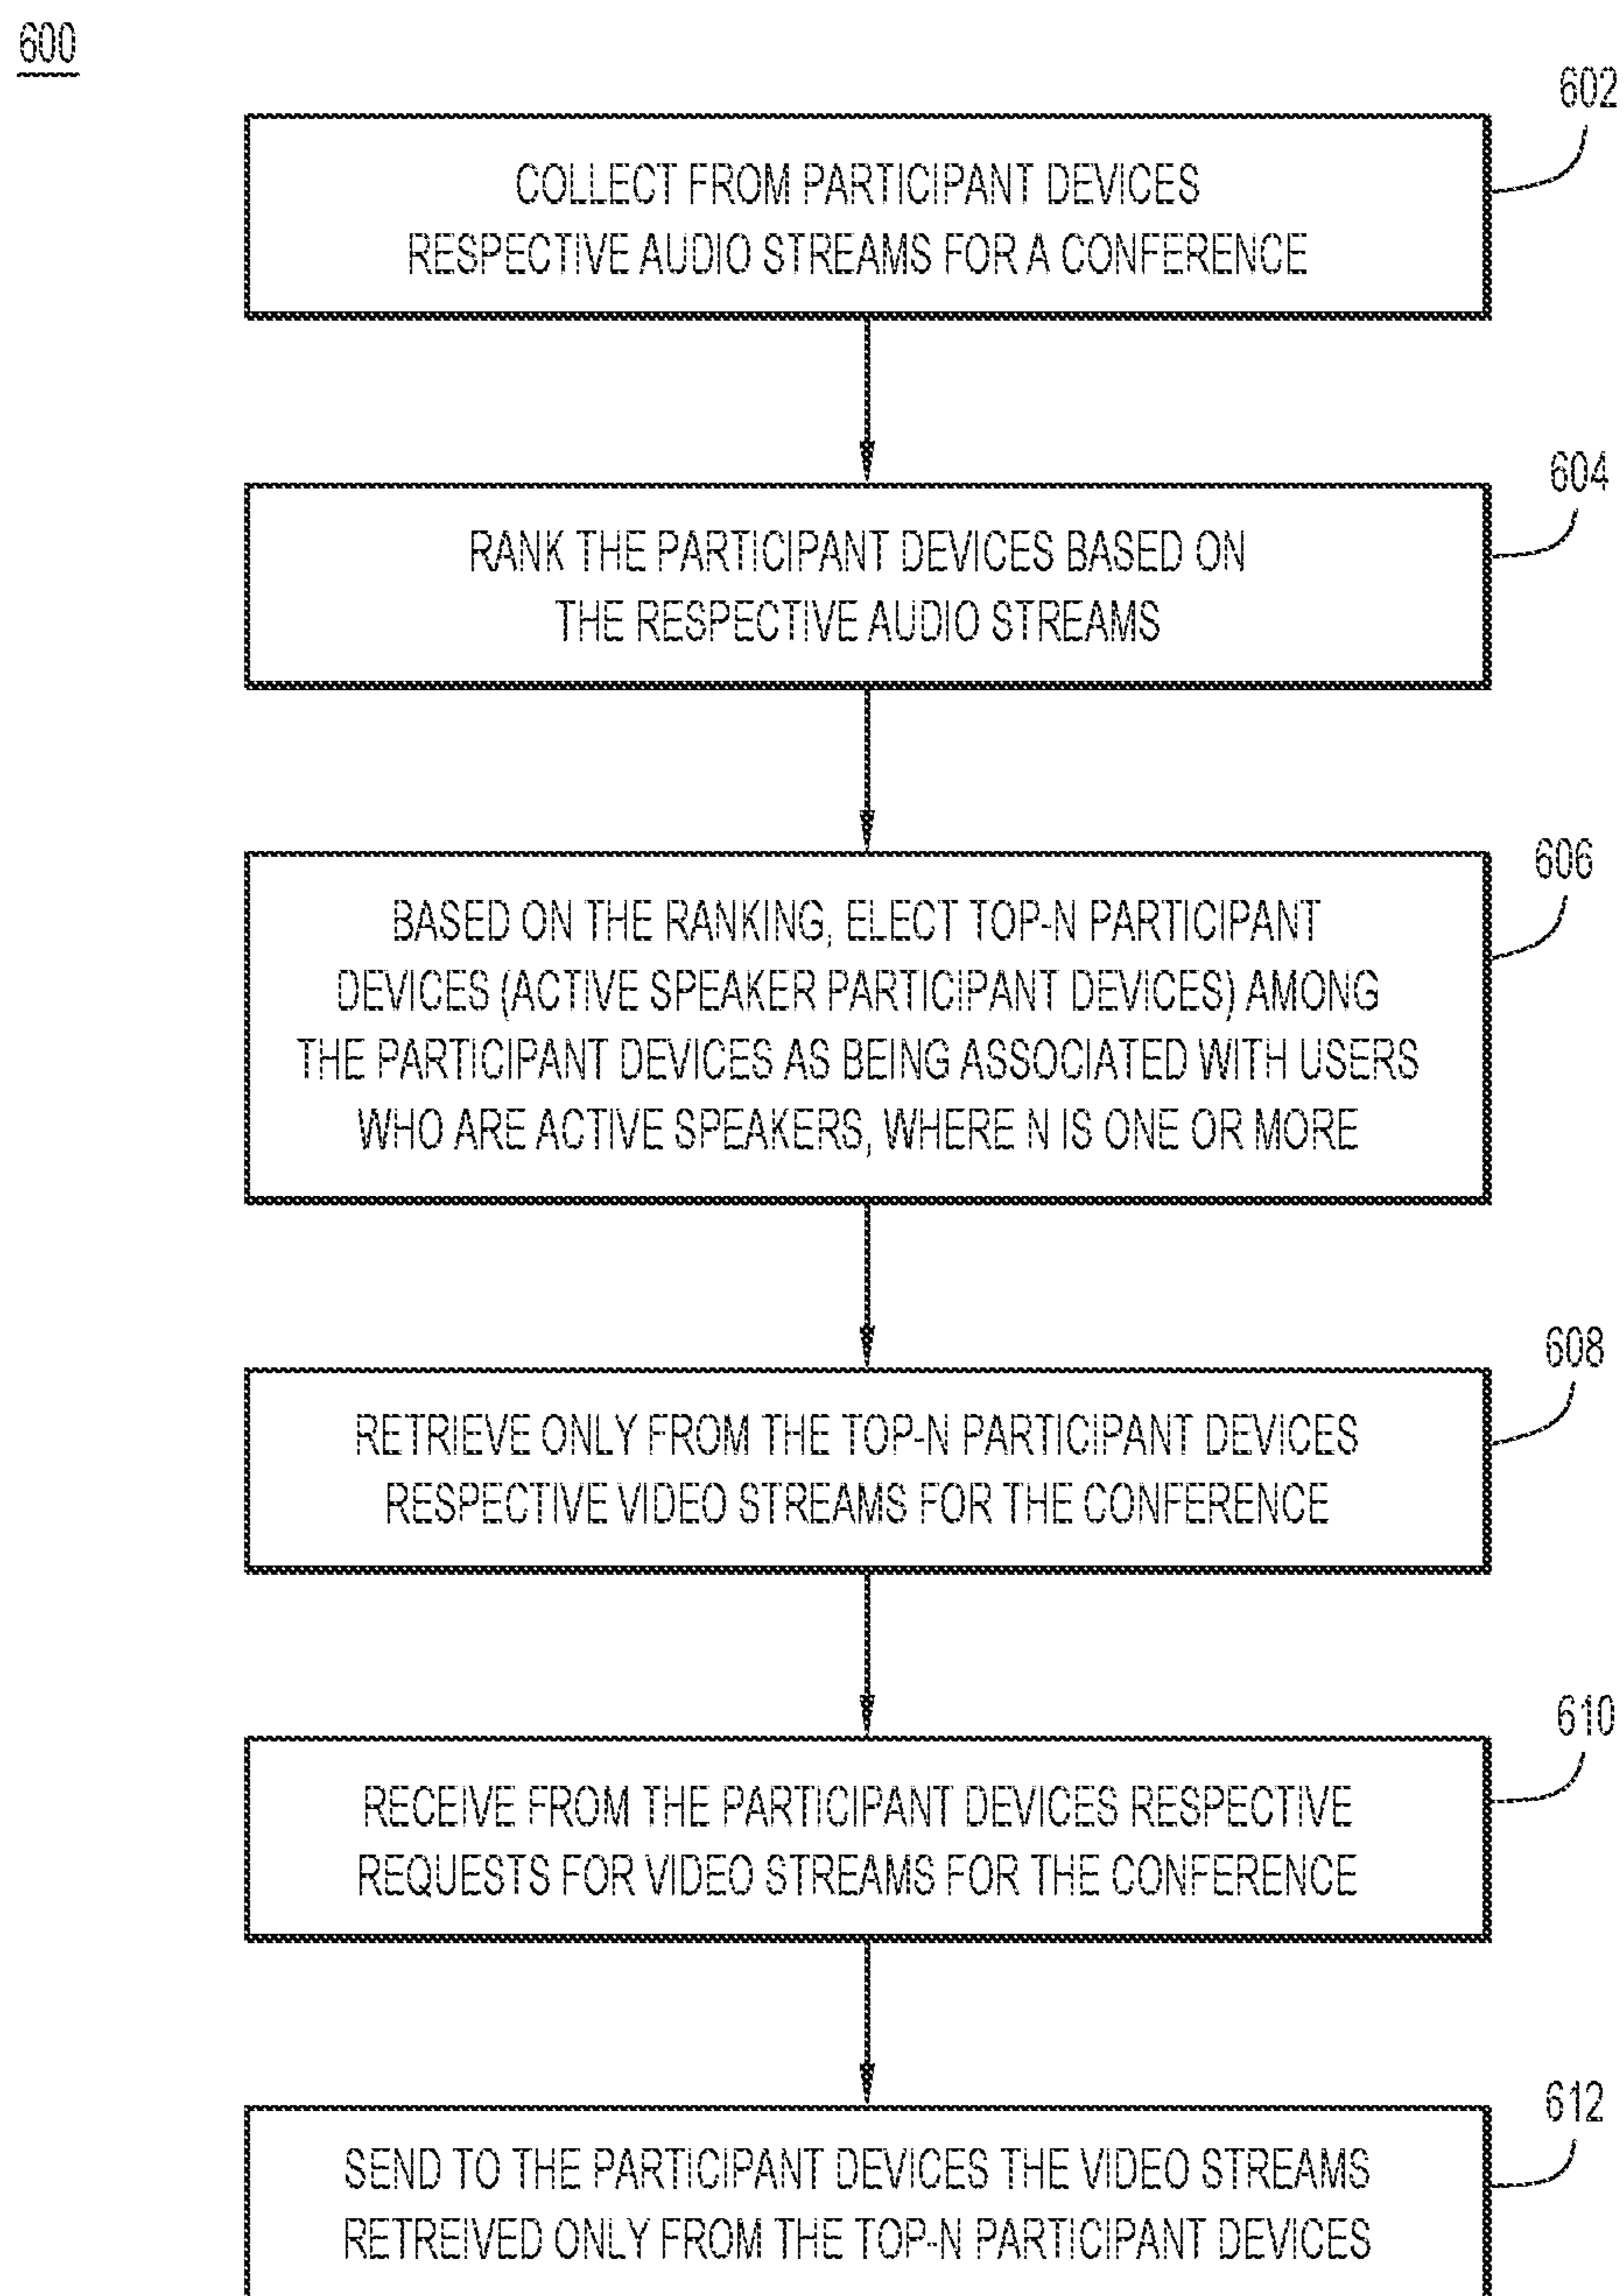 600
602
COLLECT FROM PARTICIPANT DEVICES
RESPECTIVE AUDIO STREAMS FOR A CONFERENCE
604
RANK THE PARTICIPANT DEVICES BASED ON
THE RESPECTIVE AUDIO STREAMS
606
BASED ON THE RANKING, ELECT TOP-N PARTICIPANT
DEVICES (ACTIVE SPEAKER PARTICIPANT DEVICES) AMONG
THE PARTICIPANT DEVICES AS BEING ASSOCIATED WITH USERS
WHO ARE ACTIVE SPEAKERS, WHERE N IS ONE OR MORE
608
RETRIEVE ONLY FROM THE TOP-N PARTICIPANT DEVICES
RESPECTIVE VIDEO STREAMS FOR THE CONFERENCE
610
RECEIVE FROM THE PARTICIPANT DEVICES RESPECTIVE
REQUESTS FOR VIDEO STREAMS FOR THE CONFERENCE
612
SEND TO THE PARTICIPANT DEVICES THE VIDEO STREAMS
RETREIVED ONLY FROM THE TOP-N PARTICIPANT DEVICES